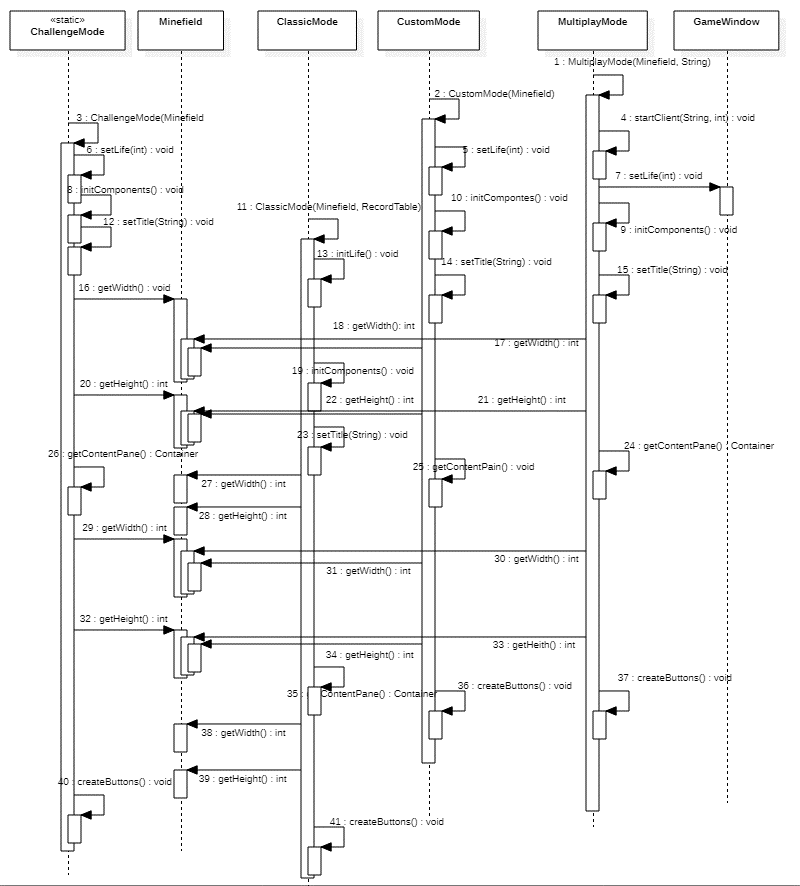 «static»
ChallengeMode
Minefield
ClassicMode
CustomMode
MultiplayMode
GameWindow
1 : MultiplayMode(Minefield, String)
2 : CustomMode(Minefield)
3 : ChallengeMode(Minefield
4 : startClient(String, int) : void
5 : setLife(int) : void
6 : setLife(int) : void
7 : setLife(int) : void
8 : initComponents() : void
9 : initComponents() : void
10 : initCompontes() : void
11 : ClassicMode(Minefield, RecordTable)
12 : setTitle(String) : void
13 : initLife() : void
14 : setTitle(String) : void
15 : setTitle(String) : void
16 : getWidth() : void
17 : getWidth() : int
18 : getWidth(): int
19 : initComponents() : void
20 : getHeight() : int
21 : getHeight() : int
22 : getHeight() : int
23 : setTitle(String) : void
24 : getContentPane() : Container
25 : getContentPain() : void
26 : getContentPane() : Container
27 : getWidth() : int
28 : getHeight() : int
29 : getWidth() : int
30 : getWidth() : int
31 : getWidth() : int
32 : getHeight() : int
33 : getHeith() : int
34 : getHeight() : int
35 : ContentPane() : Container
36 : createButtons() : void
37 : createButtons() : void
38 : getWidth() : int
39 : getHeight() : int
40 : createButtons() : void
41 : createButtons() : void